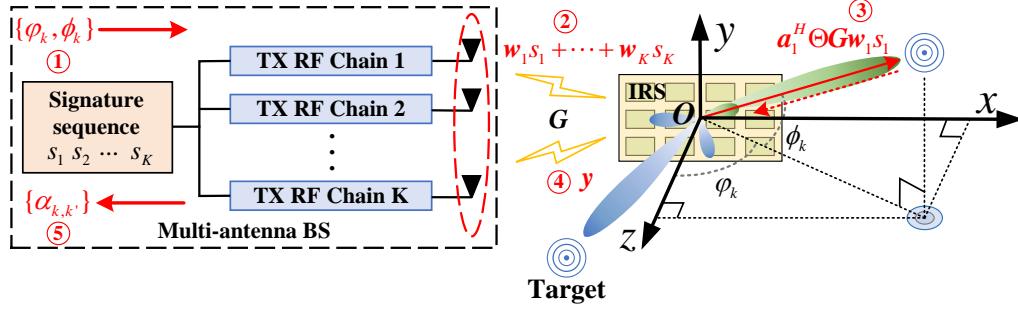 {φ_k, ϕ_k}
①
Signature
sequence
s_1 s_2 ⋯ s_K
TX RF Chain 1
TX RF Chain 2
⋮
TX RF Chain K
{α_{k,k'}}
⑤
Multi-antenna BS
②
w_1 s_1 + ⋯ + w_K s_K
G
④ y
IRS
O
y
x
z
③
a_1^H Θ G w_1 s_1
ϕ_k
φ_k
Target